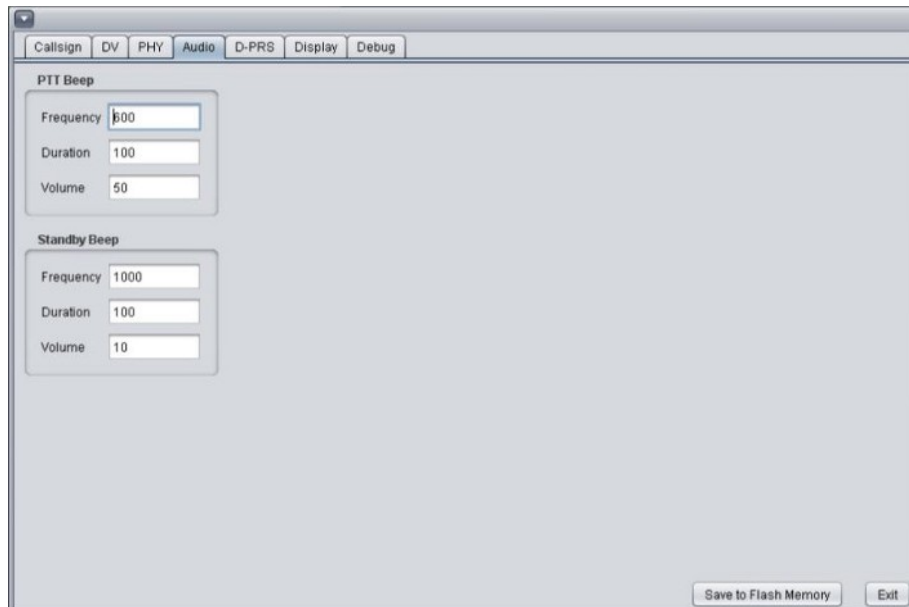 Callsign DV PHY Audio D-PRS Display Debug
PTT Beep
Frequency 600
Duration 100
Volume 50
Standby Beep
Frequency 1000
Duration 100
Volume 10
Save to Flash Memory Exit